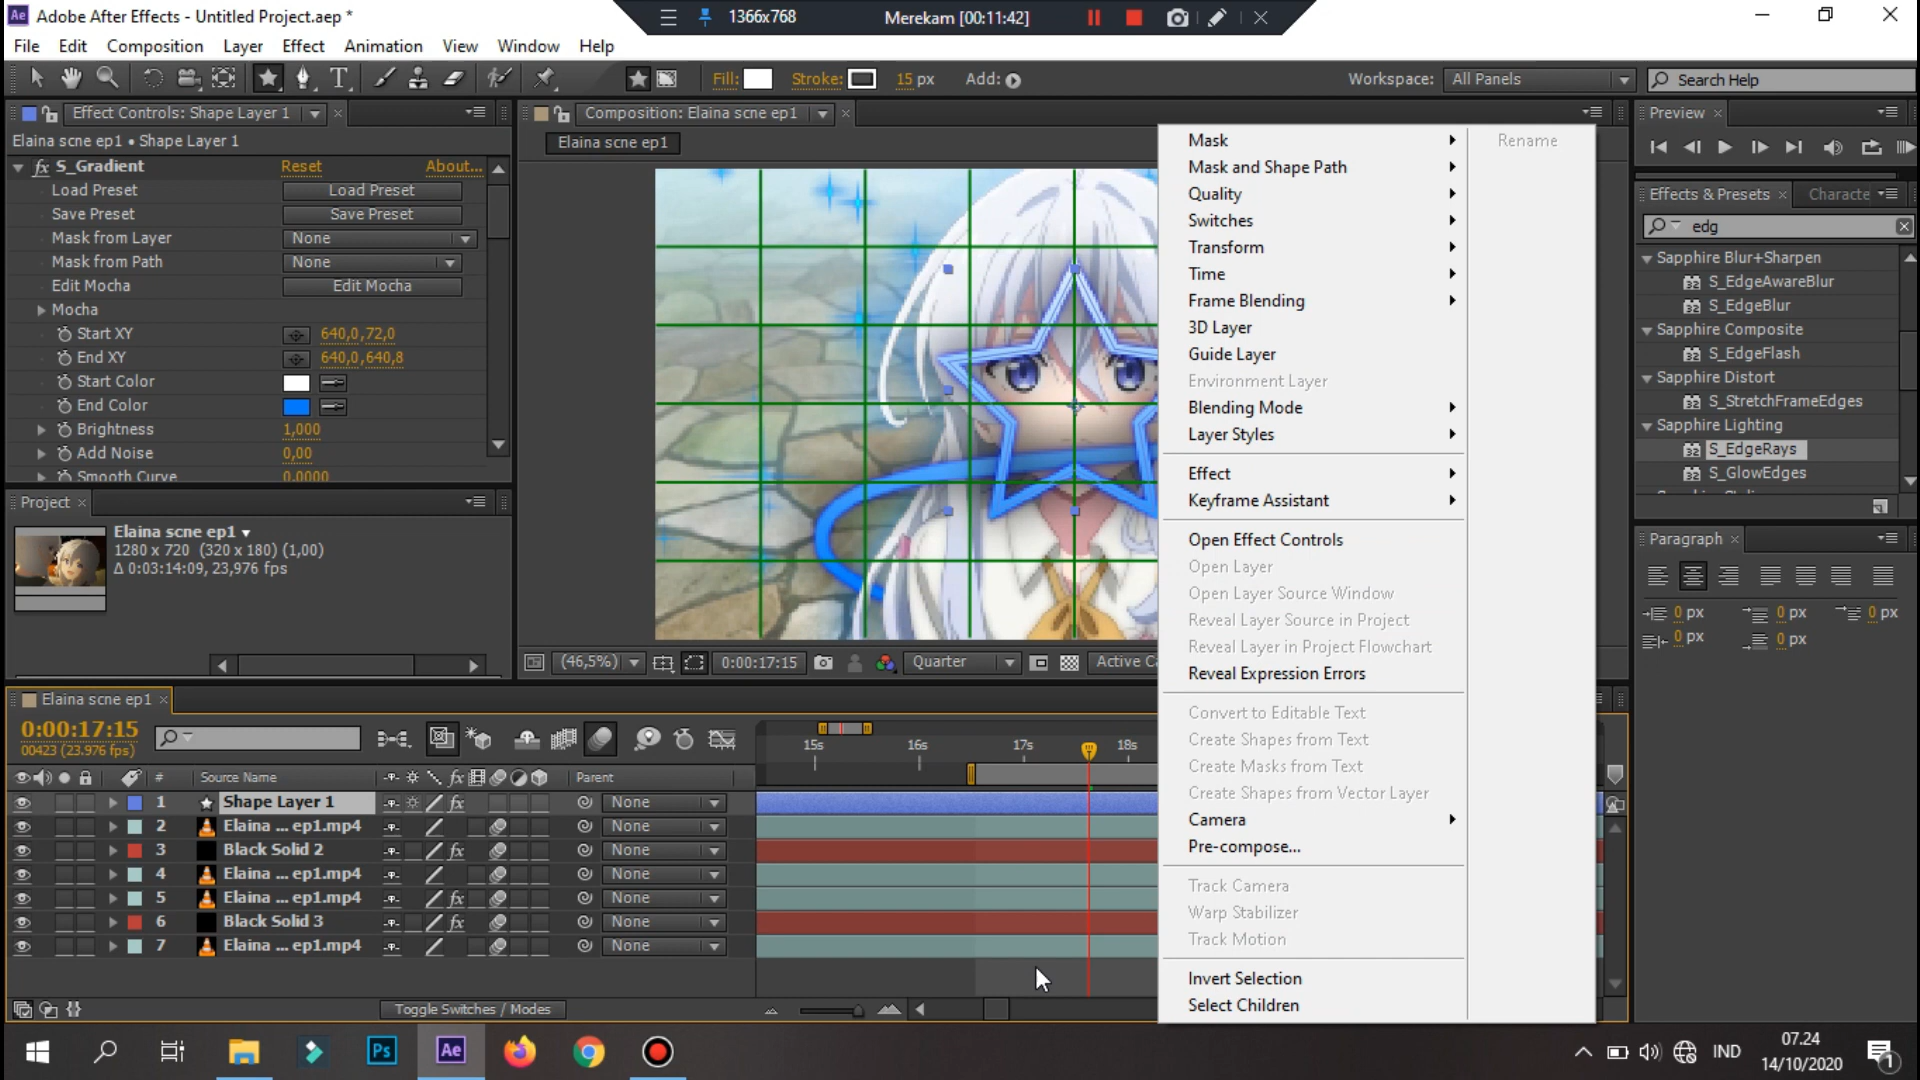 Adobe After Effects - Untitled Project.aep *
1366x768
Merekam [00:11:42]
File Edit Composition Layer Effect Animation View Window Help
Fill: Stroke: 15 px Add:
Workspace: All Panels
Search Help
Effect Controls: Shape Layer 1
Elaina scne ep1 • Shape Layer 1
fx S_Gradient Reset About...
Load Preset Load Preset
Save Preset Save Preset
Mask from Layer None
Mask from Path None
Edit Mocha Edit Mocha
Mocha
Start XY 640,0,72,0
End XY 640,0,640,8
Start Color
End Color
Brightness 1,000
Add Noise 0,00
Smooth Curve 0,0000
Project
Elaina scne ep1
1280 x 720 (320 x 180) (1,00)
Δ 0:03:14:09, 23,976 fps
Composition: Elaina scne ep1
Elaina scne ep1
(46,5%) 0:00:17:15 Quarter Active C
Mask
Mask and Shape Path
Quality
Switches
Transform
Time
Frame Blending
3D Layer
Guide Layer
Environment Layer
Blending Mode
Layer Styles
Effect
Keyframe Assistant
Open Effect Controls
Open Layer
Open Layer Source Window
Reveal Layer Source in Project
Reveal Layer in Project Flowchart
Reveal Expression Errors
Convert to Editable Text
Create Shapes from Text
Create Masks from Text
Create Shapes from Vector Layer
Camera
Pre-compose...
Track Camera
Warp Stabilizer
Track Motion
Invert Selection
Select Children
Rename
Preview
Effects & Presets Characte
edg
Sapphire Blur+Sharpen
S_EdgeAwareBlur
S_EdgeBlur
Sapphire Composite
S_EdgeFlash
Sapphire Distort
S_StretchFrameEdges
Sapphire Lighting
S_EdgeRays
S_GlowEdges
Paragraph
0 px 0 px 0 px
0 px 0 px
Elaina scne ep1
0:00:17:15
00423 (23.976 fps)
15s 16s 17s 18s
# Source Name fx Parent
1 Shape Layer 1 fx None
2 Elaina ... ep1.mp4 None
3 Black Solid 2 fx None
4 Elaina ... ep1.mp4 None
5 Elaina ... ep1.mp4 fx None
6 Black Solid 3 fx None
7 Elaina ... ep1.mp4 None
Toggle Switches / Modes
Ps
Ae
IND
07.24
14/10/2020
1